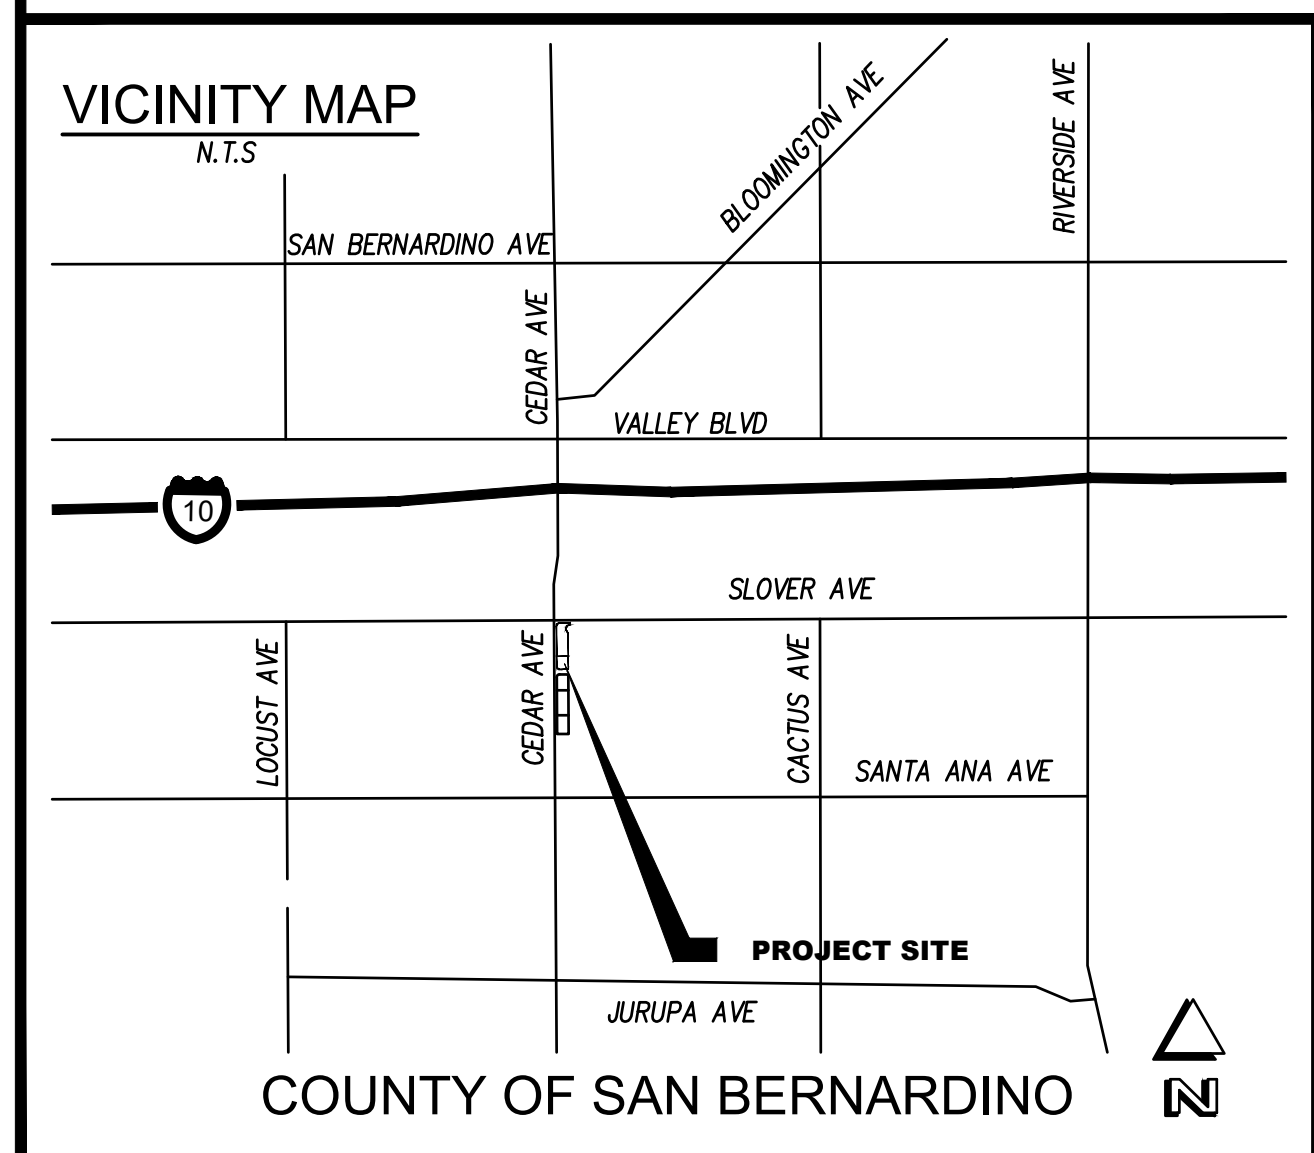 VICINITY MAP
N.T.S
BLOOMINGTON AVE
RIVERSIDE AVE
SAN BERNARDINO AVE
CEDAR AVE
VALLEY BLVD
10
SLOVER AVE
LOCUST AVE
CEDAR AVE
CACTUS AVE
SANTA ANA AVE
PROJECT SITE
JURUPA AVE
COUNTY OF SAN BERNARDINO
N